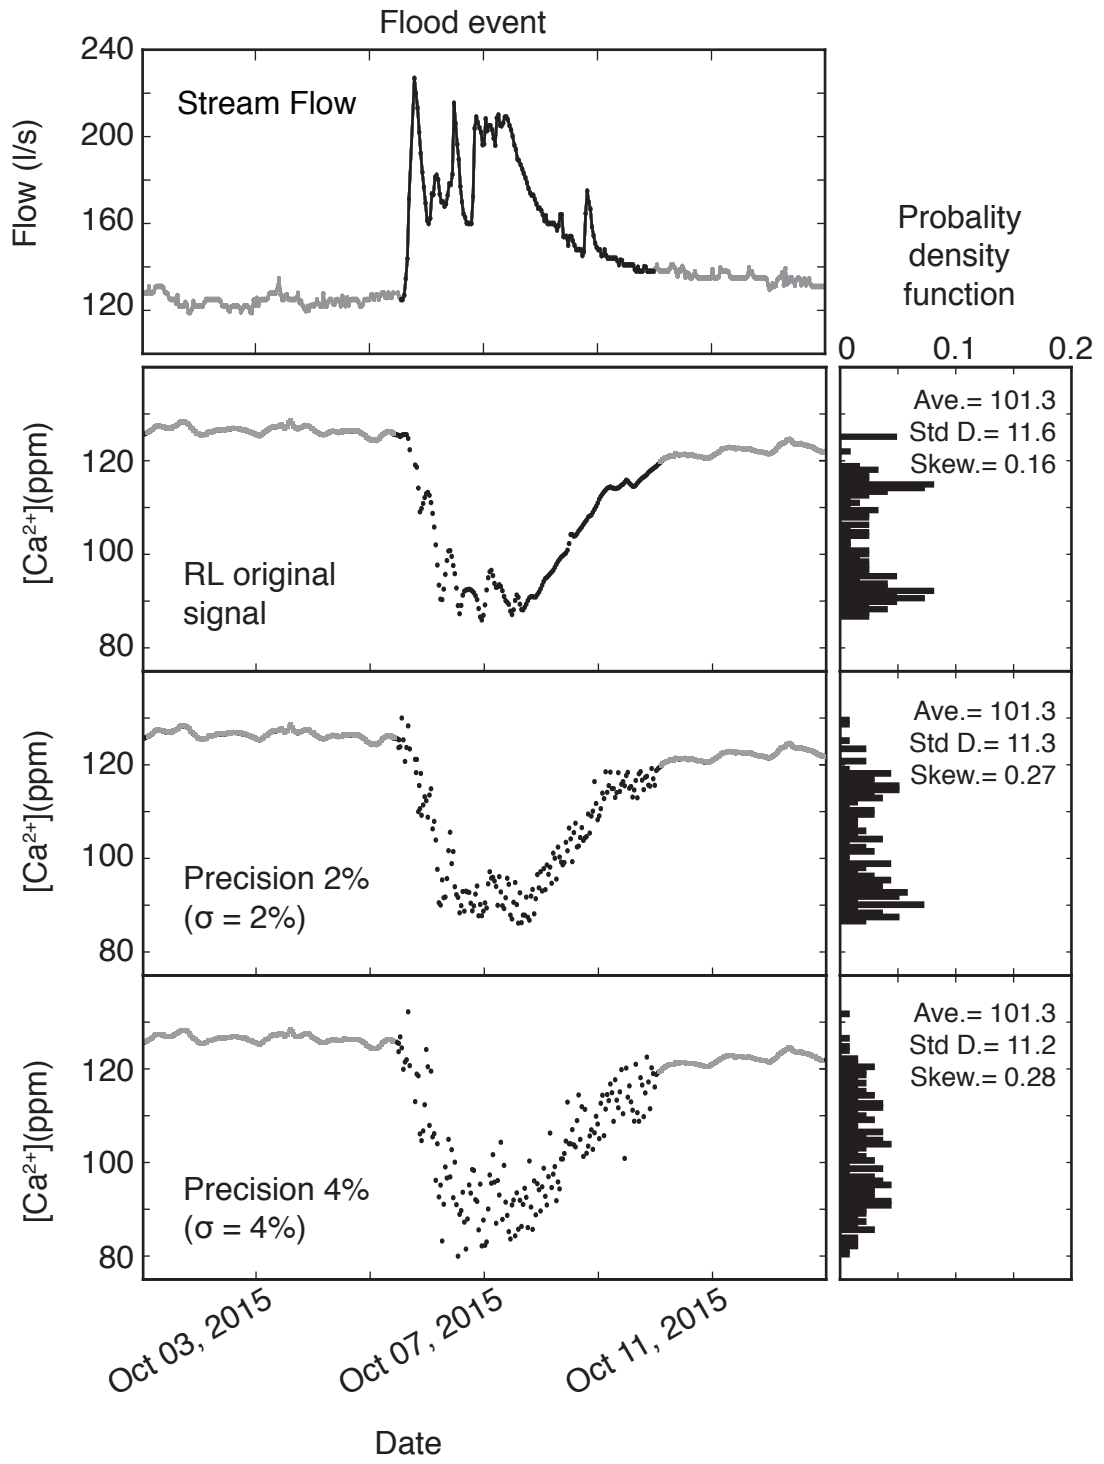 Flood event
240
200
160
120
Flow (l/s)
Stream Flow
Probality
density
function
0 0.1 0.2
120
100
80
[Ca²⁺](ppm)
RL original
signal
Ave.= 101.3
Std D.= 11.6
Skew.= 0.16
120
100
80
[Ca²⁺](ppm)
Precision 2%
(σ = 2%)
Ave.= 101.3
Std D.= 11.3
Skew.= 0.27
120
100
80
[Ca²⁺](ppm)
Precision 4%
(σ = 4%)
Ave.= 101.3
Std D.= 11.2
Skew.= 0.28
Oct 03, 2015
Oct 07, 2015
Oct 11, 2015
Date